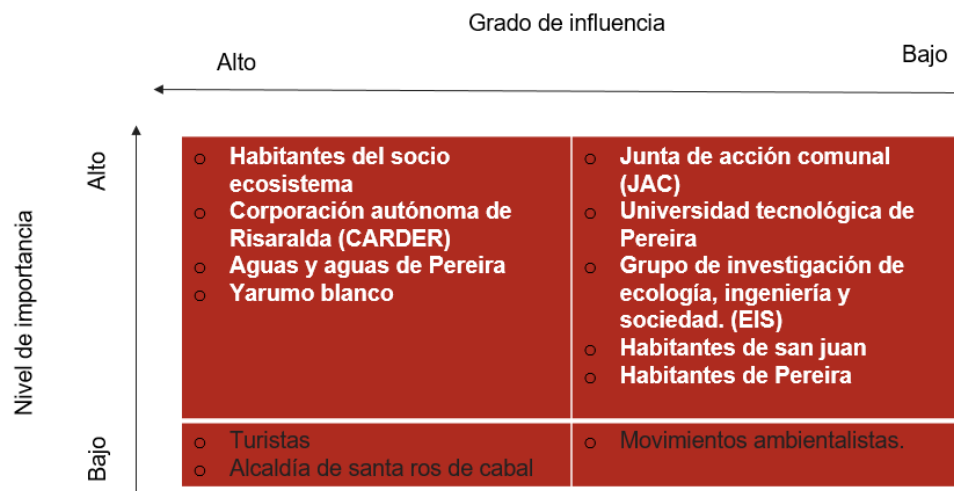 Grado de influencia
Alto
Bajo
Nivel de importancia
Alto
Bajo
o Habitantes del socio
ecosistema
o Corporación autónoma de
Risaralda (CARDER)
o Aguas y aguas de Pereira
o Yarumo blanco
o Junta de acción comunal
(JAC)
o Universidad tecnológica de
Pereira
o Grupo de investigación de
ecología, ingeniería y
sociedad. (EIS)
o Habitantes de san juan
o Habitantes de Pereira
o Turistas
o Alcaldía de santa ros de cabal
o Movimientos ambientalistas.